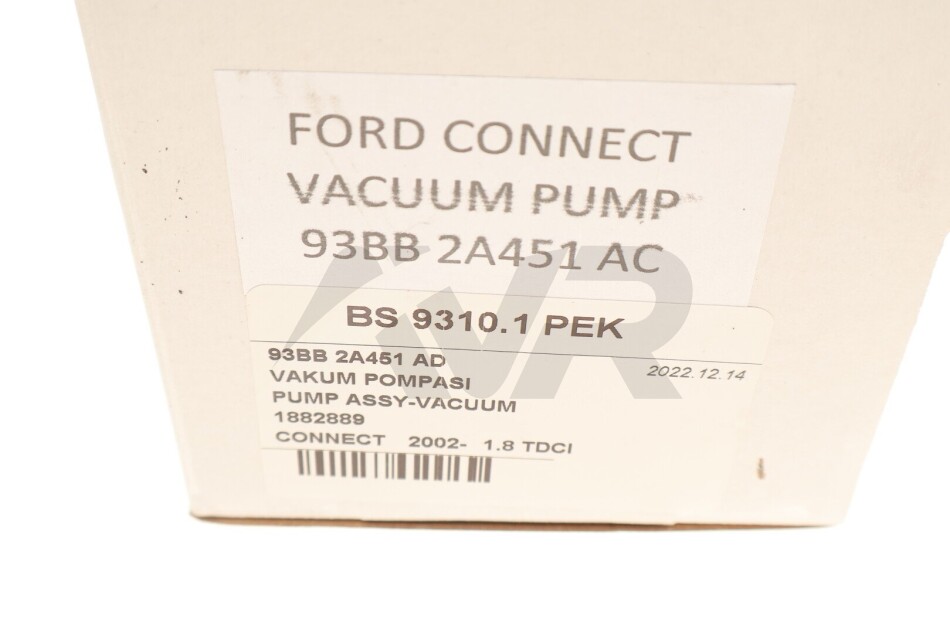 FORD CONNECT
VACUUM PUMP
93BB 2A451 AC
WR
BS 9310.1 PEK
93BB 2A451 AD
2022.12.14
VAKUM POMPASI
PUMP ASSY-VACUUM
1882889
CONNECT 2002- 1.8 TDCI